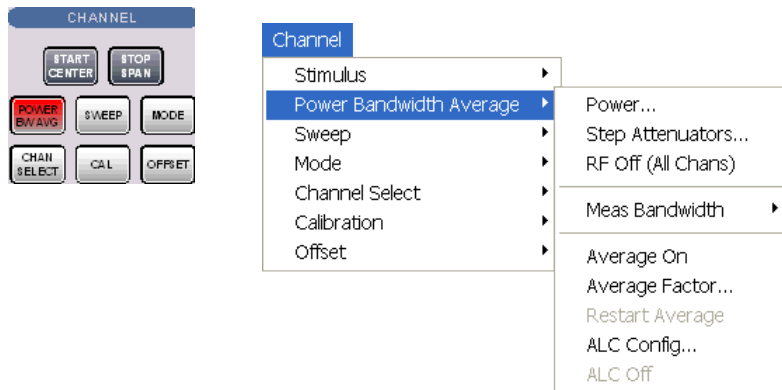 CHANNEL
START
CENTER
STOP
SPAN
POWER
BW AVG
SWEEP
MODE
CHAN
SELECT
CAL
OFFSET
Channel
Stimulus
Power Bandwidth Average
Sweep
Mode
Channel Select
Calibration
Offset
Power...
Step Attenuators...
RF Off (All Chans)
Meas Bandwidth
Average On
Average Factor...
Restart Average
ALC Config...
ALC Off